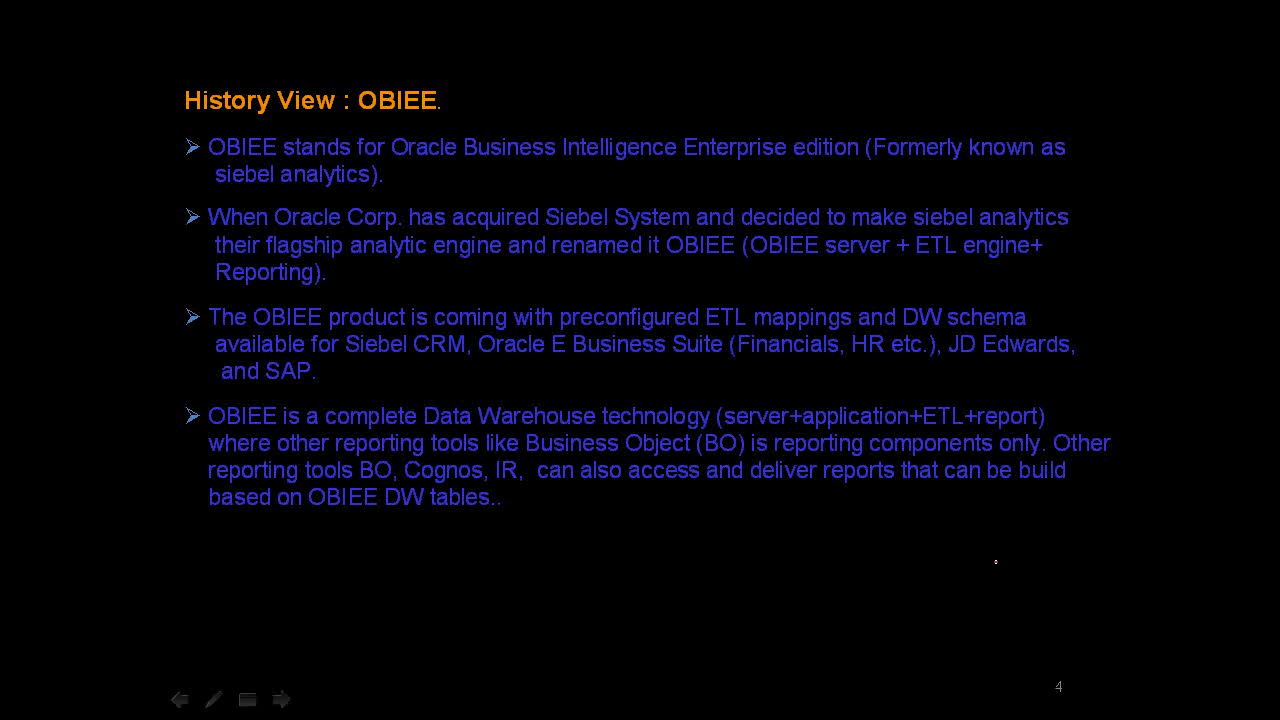 History View : OBIEE.
➢ OBIEE stands for Oracle Business Intelligence Enterprise edition (Formerly known as
siebel analytics).
➢ When Oracle Corp. has acquired Siebel System and decided to make siebel analytics
their flagship analytic engine and renamed it OBIEE (OBIEE server + ETL engine+
Reporting).
➢ The OBIEE product is coming with preconfigured ETL mappings and DW schema
available for Siebel CRM, Oracle E Business Suite (Financials, HR etc.), JD Edwards,
and SAP.
➢ OBIEE is a complete Data Warehouse technology (server+application+ETL+report)
where other reporting tools like Business Object (BO) is reporting components only. Other
reporting tools BO, Cognos, IR,  can also access and deliver reports that can be build
based on OBIEE DW tables..
4